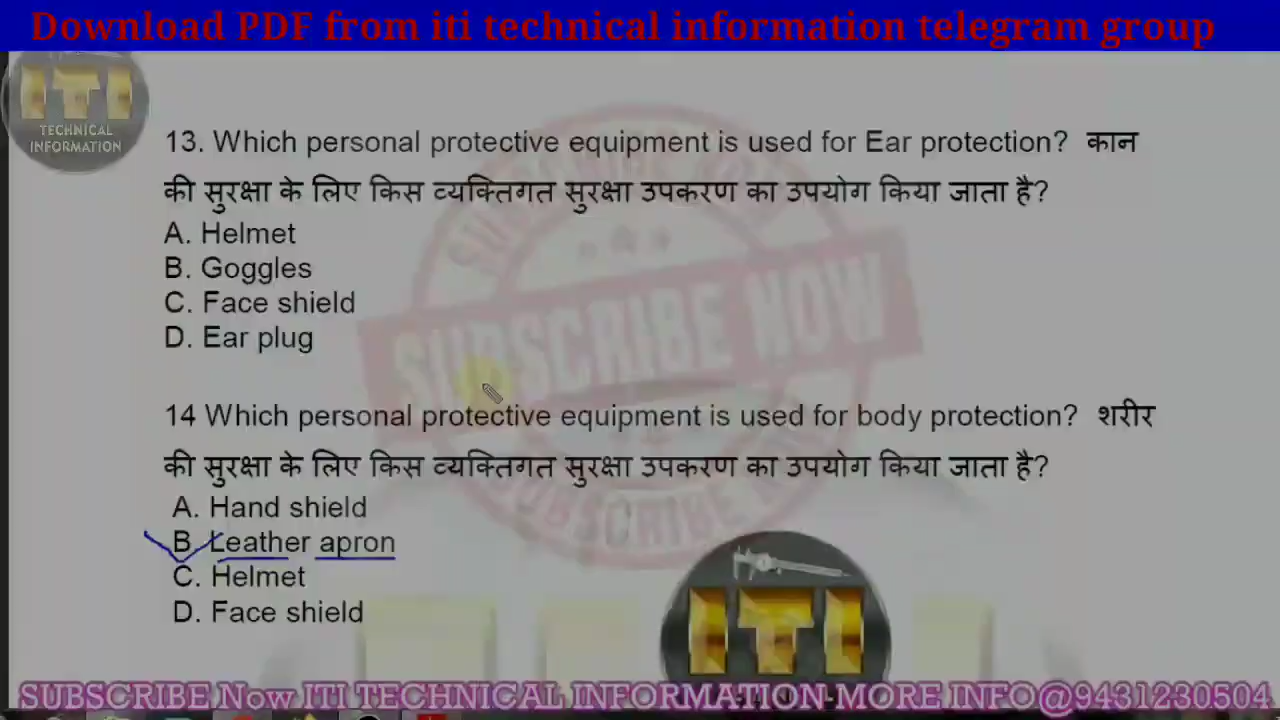 Download PDF from iti technical information telegram group
ITI
TECHNICAL
INFORMATION
13. Which personal protective equipment is used for Ear protection? कान
की सुरक्षा के लिए किस व्यक्तिगत सुरक्षा उपकरण का उपयोग किया जाता है?
A. Helmet
B. Goggles
C. Face shield
D. Ear plug
SUBSCRIBE NOW
14 Which personal protective equipment is used for body protection? शरीर
की सुरक्षा के लिए किस व्यक्तिगत सुरक्षा उपकरण का उपयोग किया जाता है?
A. Hand shield
B. Leather apron
C. Helmet
D. Face shield
ITI
SUBSCRIBE Now ITI TECHNICAL INFORMATION-MORE INFO@9431230504